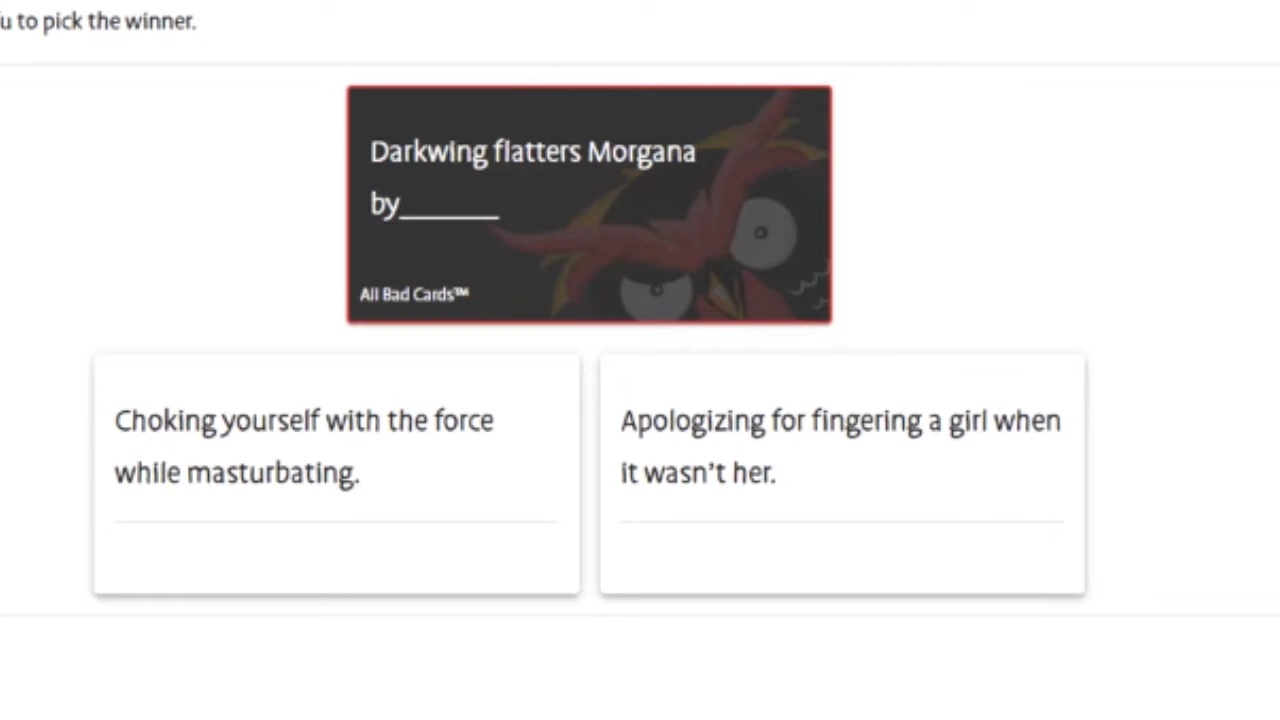 to pick the winner.
Darkwing flatters Morgana
by_______
All Bad Cards™
Choking yourself with the force
while masturbating.
Apologizing for fingering a girl when
it wasn't her.